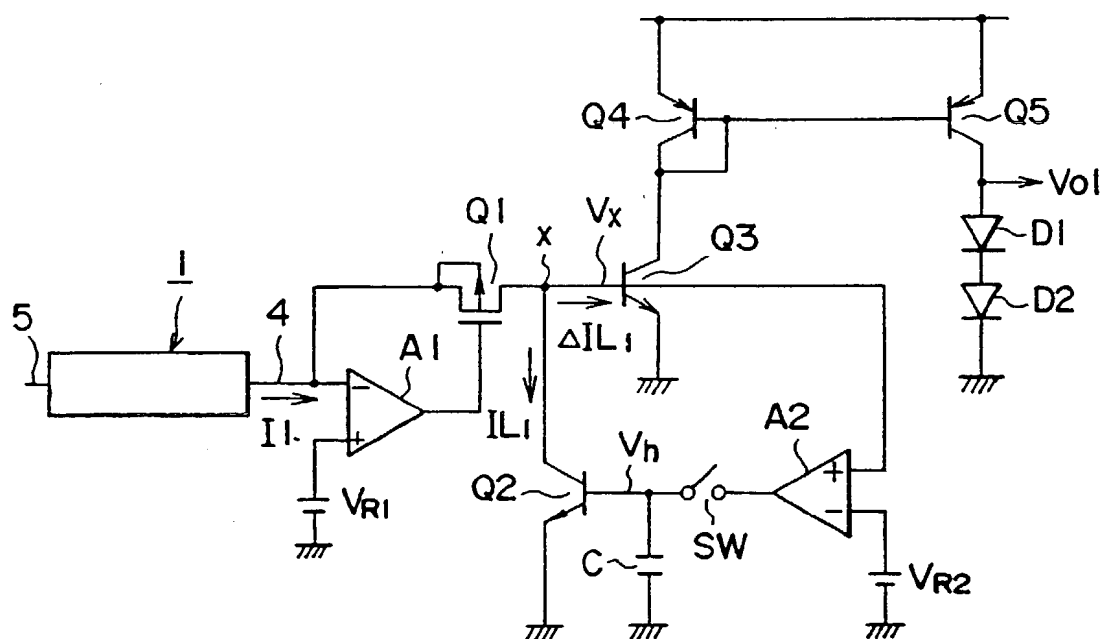 Q4
Q5
Vo1
Q1
x
Vx
Q3
D1
1
D2
5
4
A1
ΔIL1
I1
IL1
A2
Vh
+
-
-
+
Q2
VR1
SW
C
VR2